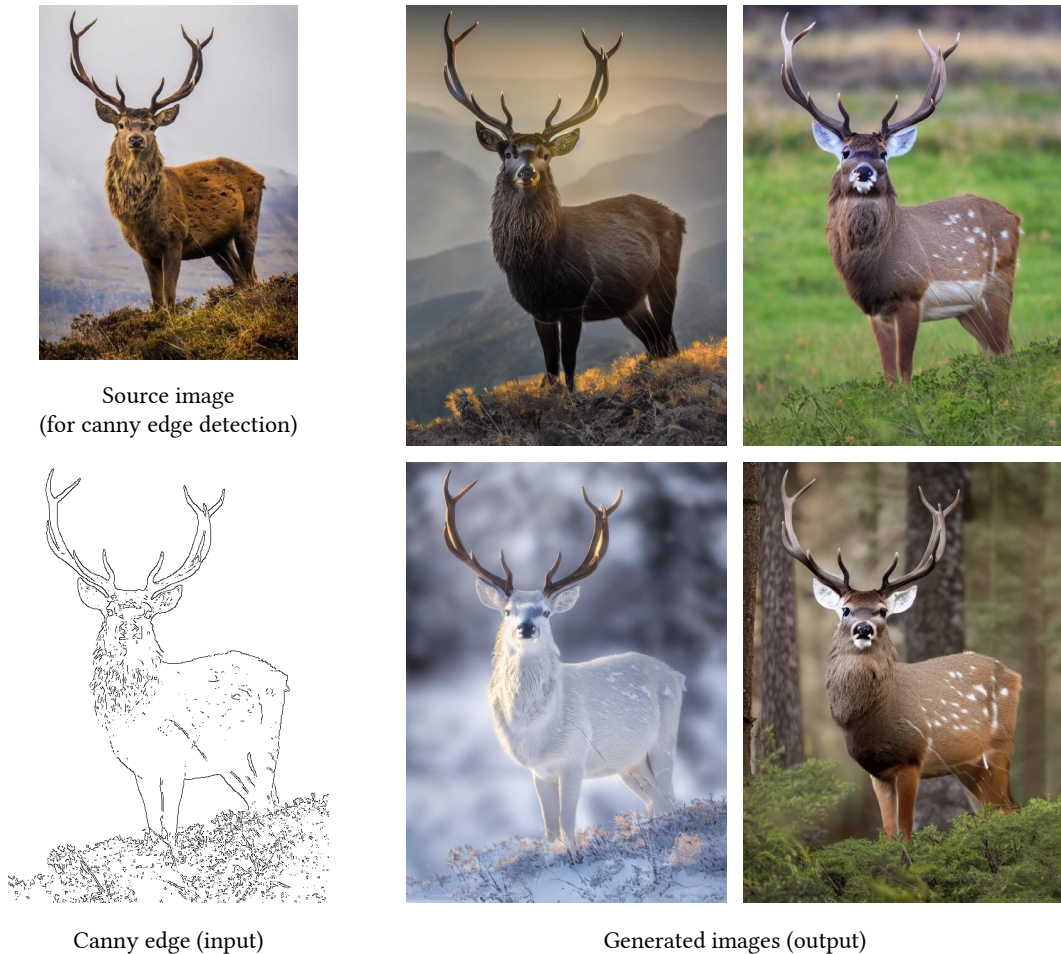 Source image
(for canny edge detection)
Canny edge (input)
Generated images (output)